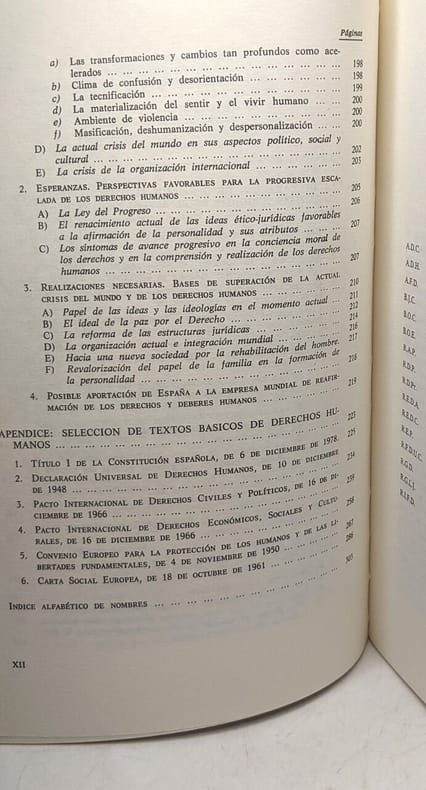 Páginas
a) Las transformaciones y cambios tan profundos como ace-
lerados ... ... ... ... ... ... ... ... ... ... ... ... ... ... 198
b) Clima de confusión y desorientación ... ... ... ... ... 198
c) La tecnificación ... ... ... ... ... ... ... ... ... ... ... 199
d) La materialización del sentir y el vivir humano ... ... 200
e) Ambiente de violencia ... ... ... ... ... ... ... ... ... 200
f) Masificación, deshumanización y despersonalización ... ... 200
D) La actual crisis del mundo en sus aspectos político, social y
cultural ... ... ... ... ... ... ... ... ... ... ... ... ... ... 202
E) La crisis de la organización internacional ... ... ... ... ... 203
2. ESPERANZAS. PERSPECTIVAS FAVORABLES PARA LA PROGRESIVA ESCA-
LADA DE LOS DERECHOS HUMANOS ... ... ... ... ... ... ... ... 205
A) La Ley del Progreso ... ... ... ... ... ... ... ... ... ... 206
B) El renacimiento actual de las ideas ético-jurídicas favorables
a la afirmación de la personalidad y sus atributos ... ... ... 207
C) Los síntomas de avance progresivo en la conciencia moral de
los derechos y en la comprensión y realización de los derechos
humanos ... ... ... ... ... ... ... ... ... ... ... ... ... 207
3. REALIZACIONES NECESARIAS. BASES DE SUPERACIÓN DE LA ACTUAL
CRISIS DEL MUNDO Y DE LOS DERECHOS HUMANOS ... ... ... ... ... 210
A) Papel de las ideas y las ideologías en el momento actual ... 211
B) El ideal de la paz por el Derecho ... ... ... ... ... ... ... 212
C) La reforma de las estructuras jurídicas ... ... ... ... ... 214
D) La organización actual e integración mundial ... ... ... ... 216
E) Hacia una nueva sociedad por la rehabilitación del hombre. 217
F) Revalorización del papel de la familia en la formación de
la personalidad ... ... ... ... ... ... ... ... ... ... ... 218
4. POSIBLE APORTACIÓN DE ESPAÑA A LA EMPRESA MUNDIAL DE REAFIR-
MACIÓN DE LOS DERECHOS Y DEBERES HUMANOS ... ... ... ... ... 219
APENDICE: SELECCION DE TEXTOS BASICOS DE DERECHOS HU-
MANOS ... ... ... ... ... ... ... ... ... ... ... ... ... ... 223
1. TÍTULO I DE LA CONSTITUCIÓN ESPAÑOLA, DE 6 DE DICIEMBRE DE 1978. 225
2. DECLARACIÓN UNIVERSAL DE DERECHOS HUMANOS, DE 10 DE DICIEMBRE
DE 1948 ... ... ... ... ... ... ... ... ... ... ... ... ... 234
3. PACTO INTERNACIONAL DE DERECHOS CIVILES Y POLÍTICOS, DE 16 DE DI-
CIEMBRE DE 1966 ... ... ... ... ... ... ... ... ... ... ... 239
4. PACTO INTERNACIONAL DE DERECHOS ECONÓMICOS, SOCIALES Y CULTU-
RALES, DE 16 DE DICIEMBRE DE 1966 ... ... ... ... ... ... ... 258
5. CONVENIO EUROPEO PARA LA PROTECCIÓN DE LOS HUMANOS Y DE LAS LI-
BERTADES FUNDAMENTALES, DE 4 DE NOVIEMBRE DE 1950 ... ... ... 267
6. CARTA SOCIAL EUROPEA, DE 18 DE OCTUBRE DE 1961 ... ... ... ... 286
INDICE ALFABÉTICO DE NOMBRES ... ... ... ... ... ... ... ... ... 305
XII
A.D.C.
A.D.H.
A.F.D.
B.J.C.
B.O.C.
B.O.E.
R.A.P.
R.D.P.
R.D.Pr.
R.E.D.A.
R.E.D.C.
R.E.P.
R.F.D.U.C.
R.G.D.
R.G.L.J.
R.I.F.D.